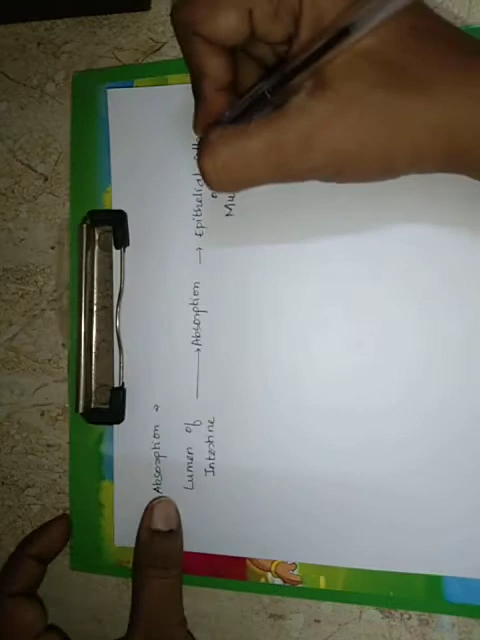 Absorption →
Lumen of → Absorption → Epithelial
Intestine